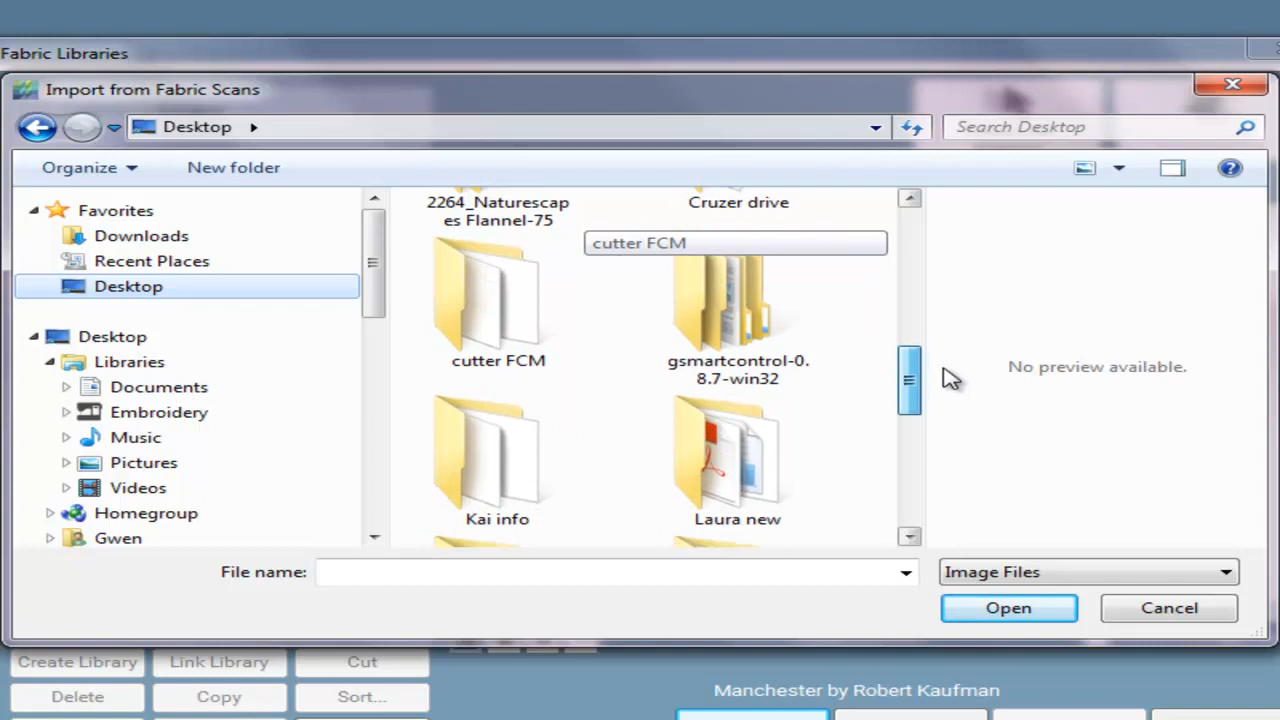 Fabric Libraries
Import from Fabric Scans
Desktop
Search Desktop
Organize
New folder
Favorites
Downloads
Recent Places
Desktop
Desktop
Libraries
Documents
Embroidery
Music
Pictures
Videos
Homegroup
Gwen
2264_Naturescap
es Flannel-75
Cruzer drive
cutter FCM
cutter FCM
gsmartcontrol-0.
8.7-win32
Kai info
Laura new
No preview available.
File name:
Image Files
Open
Cancel
Create Library
Link Library
Cut
Delete
Copy
Sort...
Manchester by Robert Kaufman